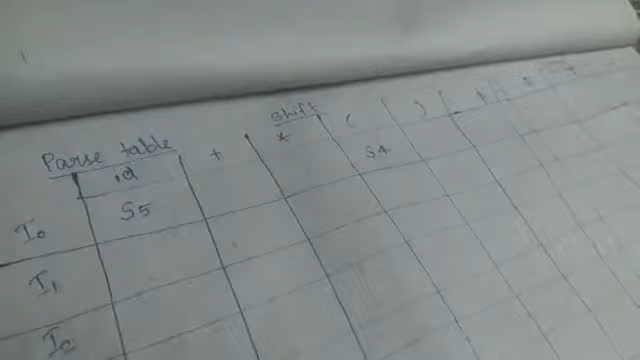 Parse table
shift
id + * ( )
I₀ S5 S4
I₁
I₂